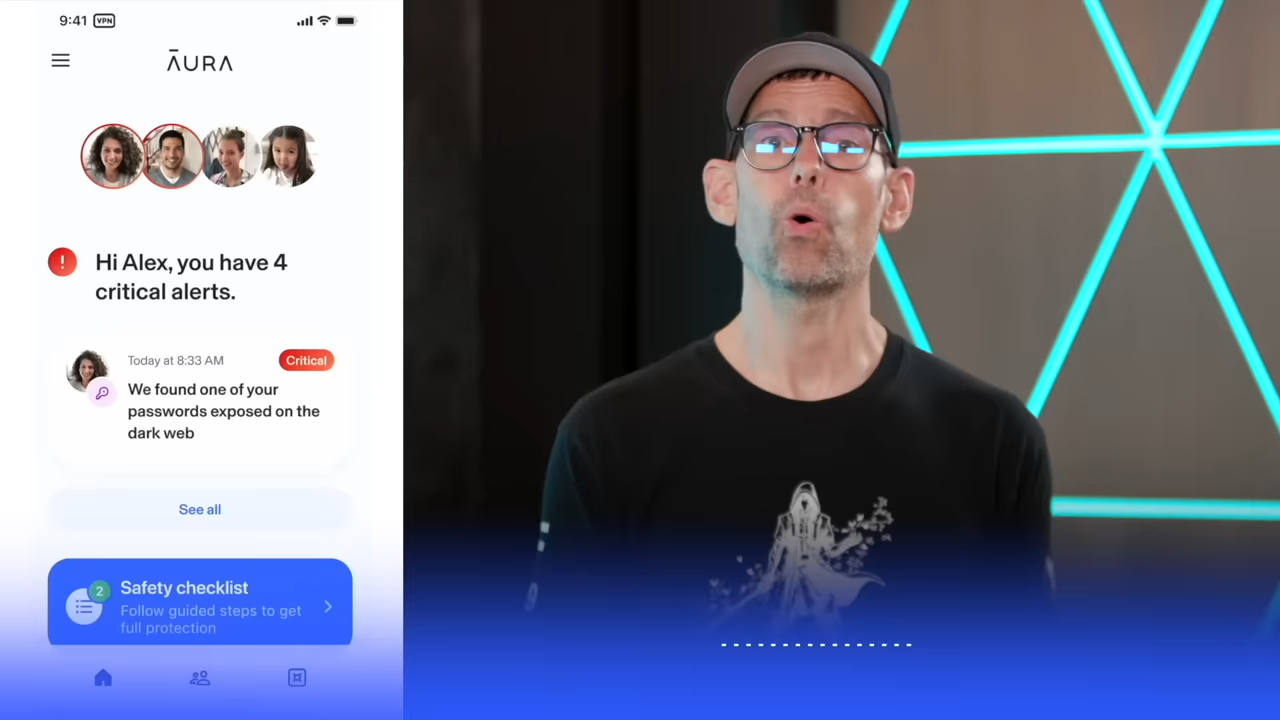 9:41 VPN
ĀURA
! Hi Alex, you have 4
critical alerts.
Today at 8:33 AM Critical
We found one of your
passwords exposed on the
dark web
See all
2 Safety checklist
Follow guided steps to get
full protection